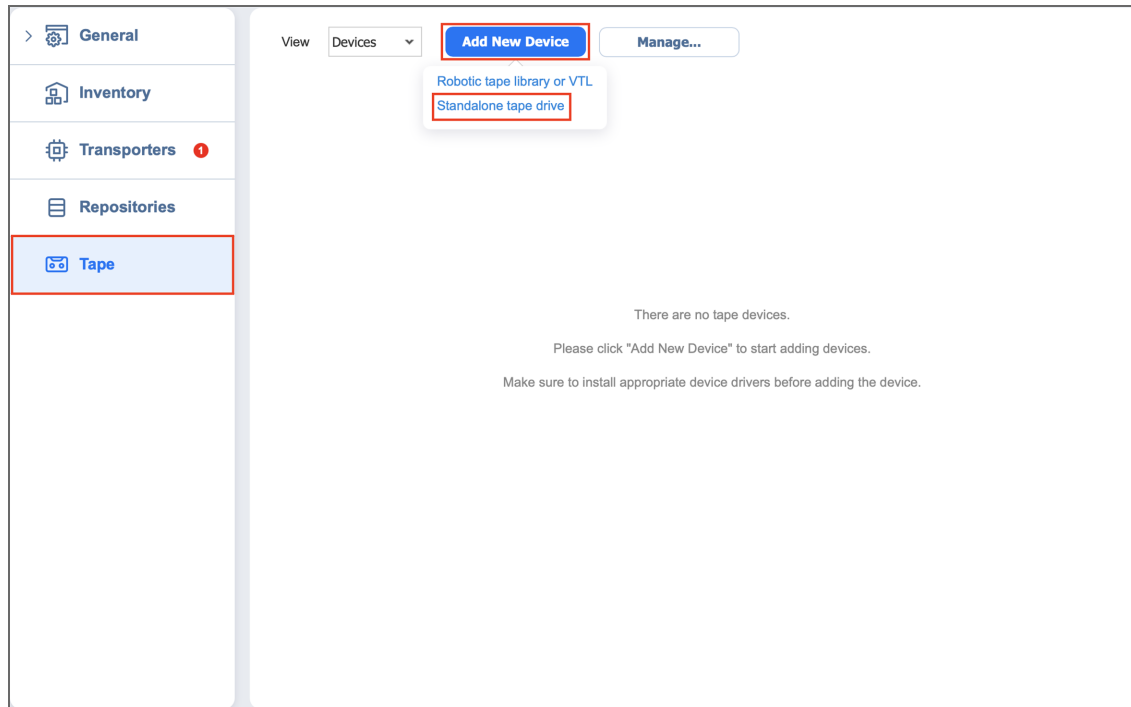 General
Inventory
Transporters 1
Repositories
Tape
View Devices Add New Device Manage...
Robotic tape library or VTL
Standalone tape drive
There are no tape devices.
Please click "Add New Device" to start adding devices.
Make sure to install appropriate device drivers before adding the device.